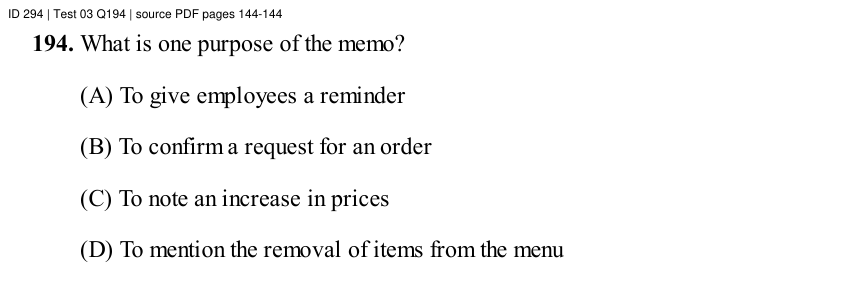 ID 294 | Test 03 Q194 | source PDF pages 144-144
194. What is one purpose of the memo?
(A) To give employees a reminder
(B) To confirm a request for an order
(C) To note an increase in prices
(D) To mention the removal of items from the menu